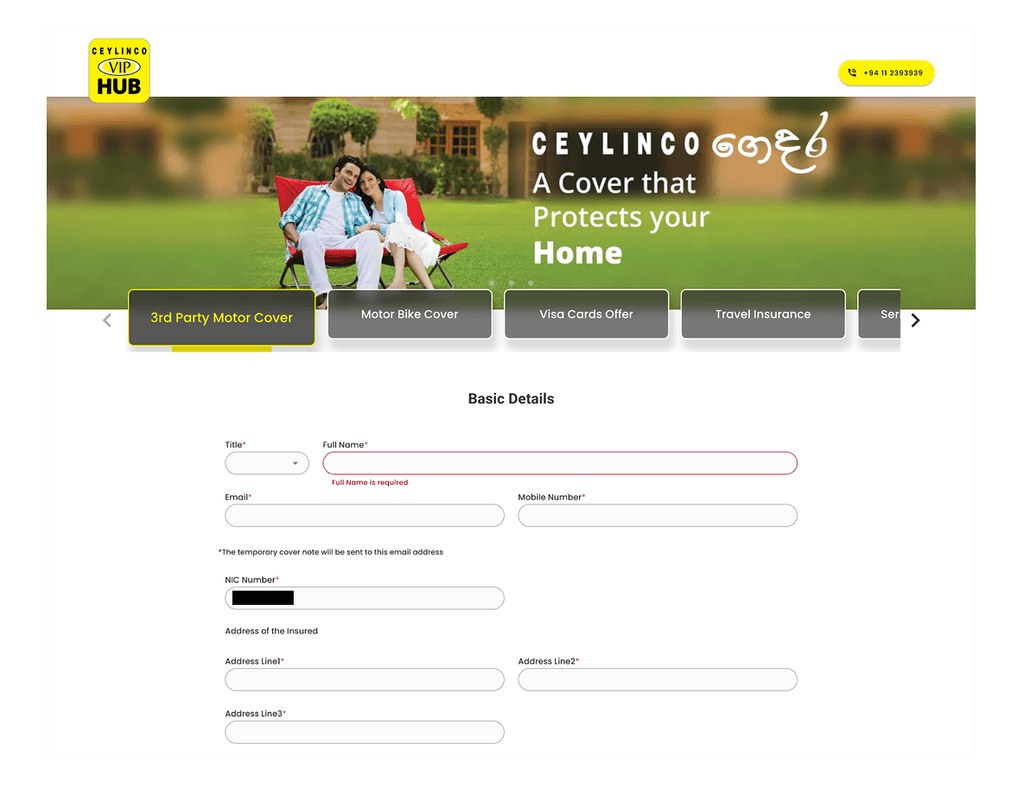 CEYLINCO
VIP
HUB
+94 11 2393939
CEYLINCO ගෙදර
A Cover that
Protects your
Home
3rd Party Motor Cover
Motor Bike Cover
Visa Cards Offer
Travel Insurance
Ser
Basic Details
Title*
Full Name*
Full Name is required
Email*
Mobile Number*
*The temporary cover note will be sent to this email address
NIC Number*
Address of the Insured
Address Line1*
Address Line2*
Address Line3*